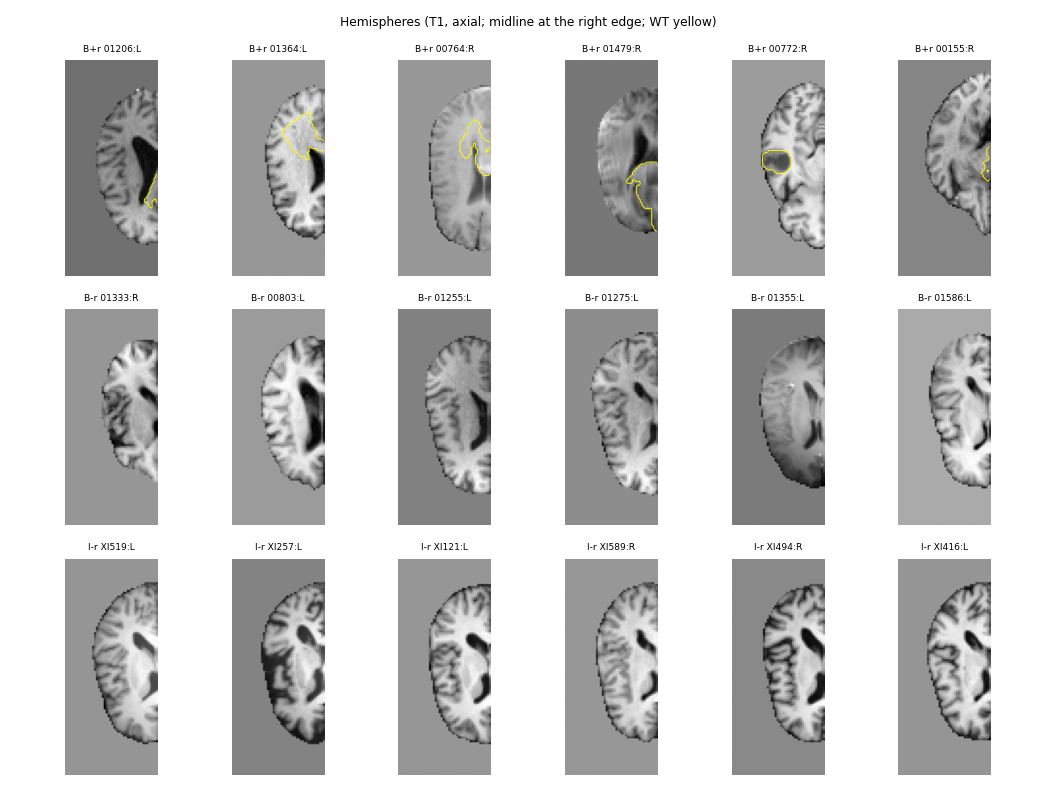 Hemispheres (T1, axial; midline at the right edge; WT yellow)
B+r 01206:L
B+r 01364:L
B+r 00764:R
B+r 01479:R
B+r 00772:R
B+r 00155:R
B-r 01333:R
B-r 00803:L
B-r 01255:L
B-r 01275:L
B-r 01355:L
B-r 01586:L
I-r XI519:L
I-r XI257:L
I-r XI121:L
I-r XI589:R
I-r XI494:R
I-r XI416:L